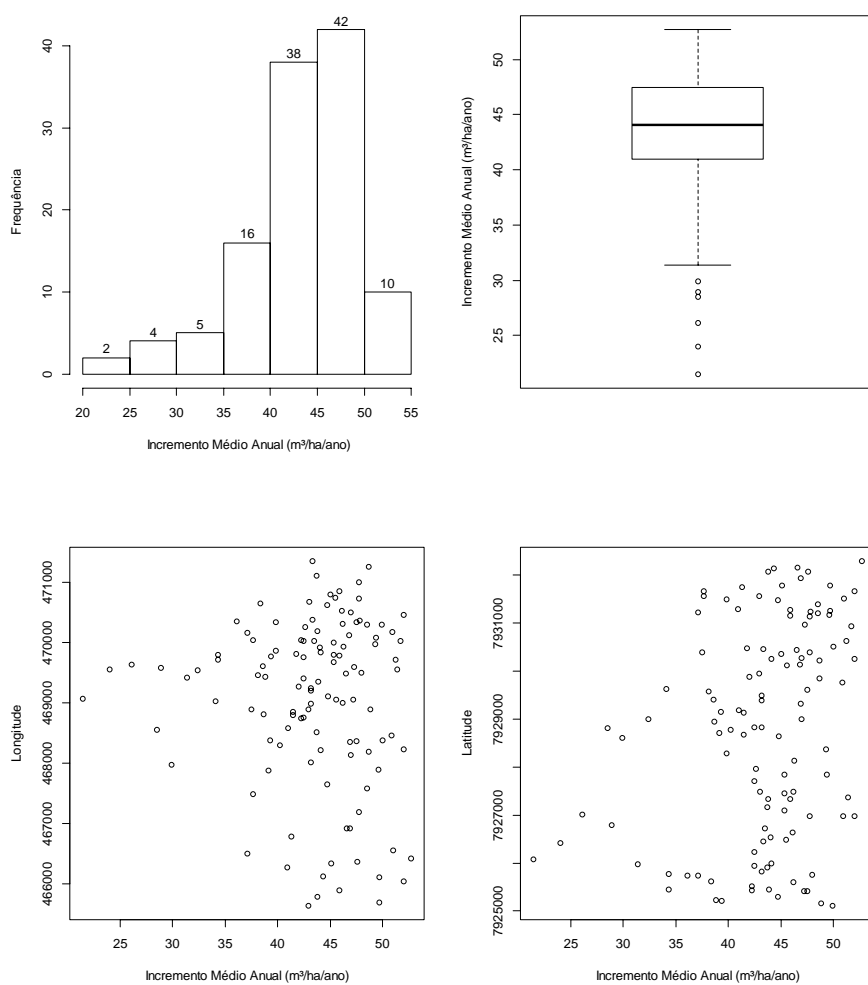 42
38
16
10
5
4
2
Frequência
0
10
20
30
40
20 25 30 35 40 45 50 55
Incremento Médio Anual (m³/ha/ano)
Incremento Médio Anual (m³/ha/ano)
25
30
35
40
45
50
Longitude
466000
467000
468000
469000
470000
471000
25 30 35 40 45 50
Incremento Médio Anual (m³/ha/ano)
Latitude
7925000
7927000
7929000
7931000
25 30 35 40 45 50
Incremento Médio Anual (m³/ha/ano)